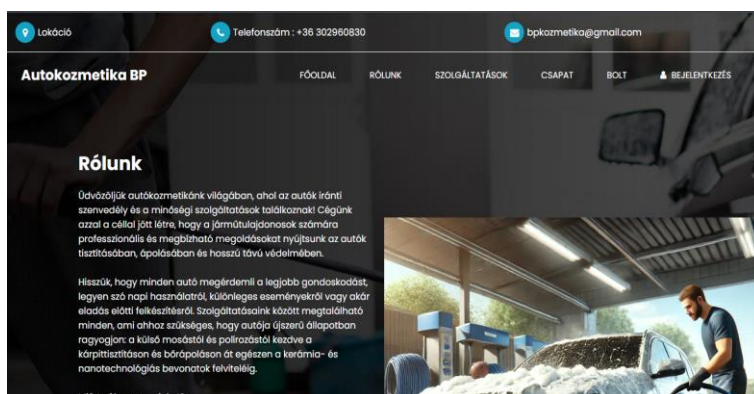 Lokáció
Telefonszám : +36 302960830
bpkozmetika@gmail.com
Autokozmetika BP
FŐOLDAL
RÓLUNK
SZOLGÁLTATÁSOK
CSAPAT
BOLT
BEJELENTKEZÉS
Rólunk
Üdvözöljük autókozmetikánk világában, ahol az autók iránti
szenvedély és a minőségi szolgáltatások találkoznak! Cégünk
azzal a céllal jött létre, hogy a járműtulajdonosok számára
professzionális és megbízható megoldásokat nyújtsunk az autók
tisztításában, ápolásában és hosszú távú védelmében.
Hisszük, hogy minden autó megérdemli a legjobb gondoskodást,
legyen szó napi használatról, különleges eseményekről vagy akár
eladás előtti felkészítésről. Szolgáltatásaink között megtalálható
minden, ami ahhoz szükséges, hogy autója újszerű állapotban
ragyogjon: a külső mosástól és polírozástól kezdve a
kárpittisztításon és bőrápoláson át egészen a kerámia- és
nanotechnológiás bevonatok felviteléig.